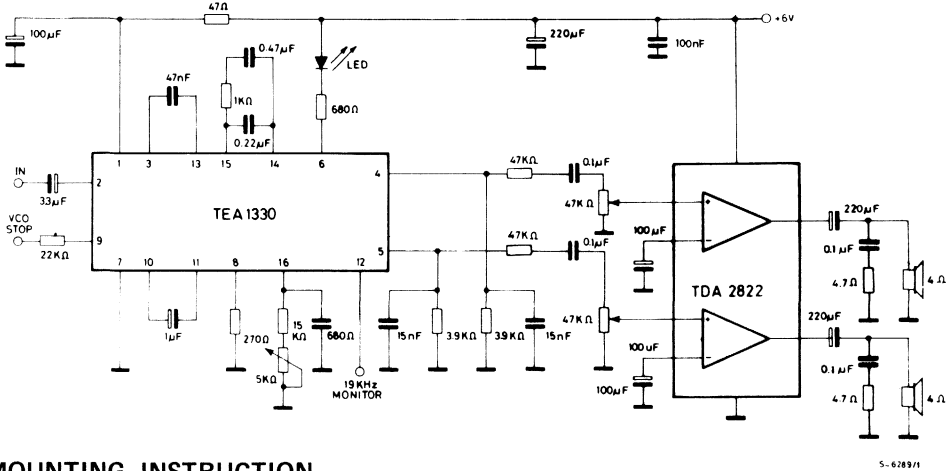 47Ω
+6V
100µF
220µF
100nF
0.47µF
LED
47nF
1KΩ
680Ω
0.22µF
1
3
13
15
14
6
IN
2
33µF
TEA 1330
4
47KΩ
0.1µF
47KΩ
VCO
STOP
9
22KΩ
5
47KΩ
0.1µF
220µF
100µF
0.1µF
4.7Ω
4Ω
7
10
11
8
16
12
TDA 2822
1µF
270Ω
15
KΩ
680Ω
15nF
3.9KΩ
3.9KΩ
15nF
47KΩ
220µF
5KΩ
100uF
0.1µF
19KHz
MONITOR
100µF
4.7Ω
4Ω
MOUNTING INSTRUCTION
S-6289/1